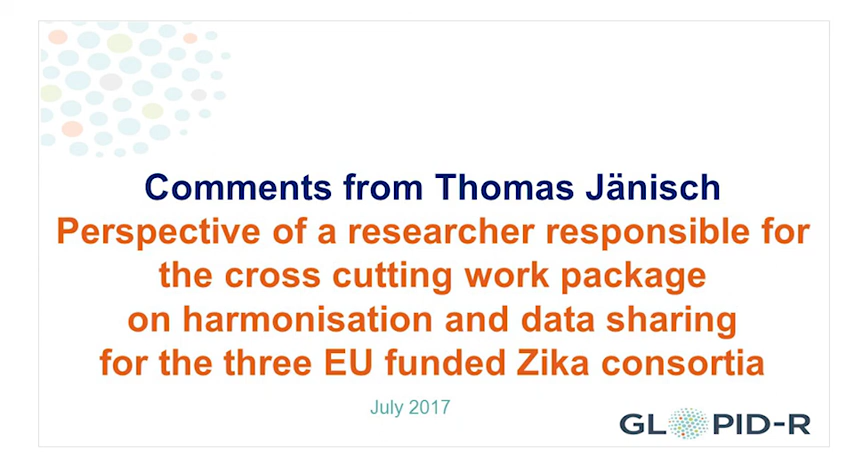 Comments from Thomas Jänisch
Perspective of a researcher responsible for
the cross cutting work package
on harmonisation and data sharing
for the three EU funded Zika consortia
July 2017
GLOPID-R